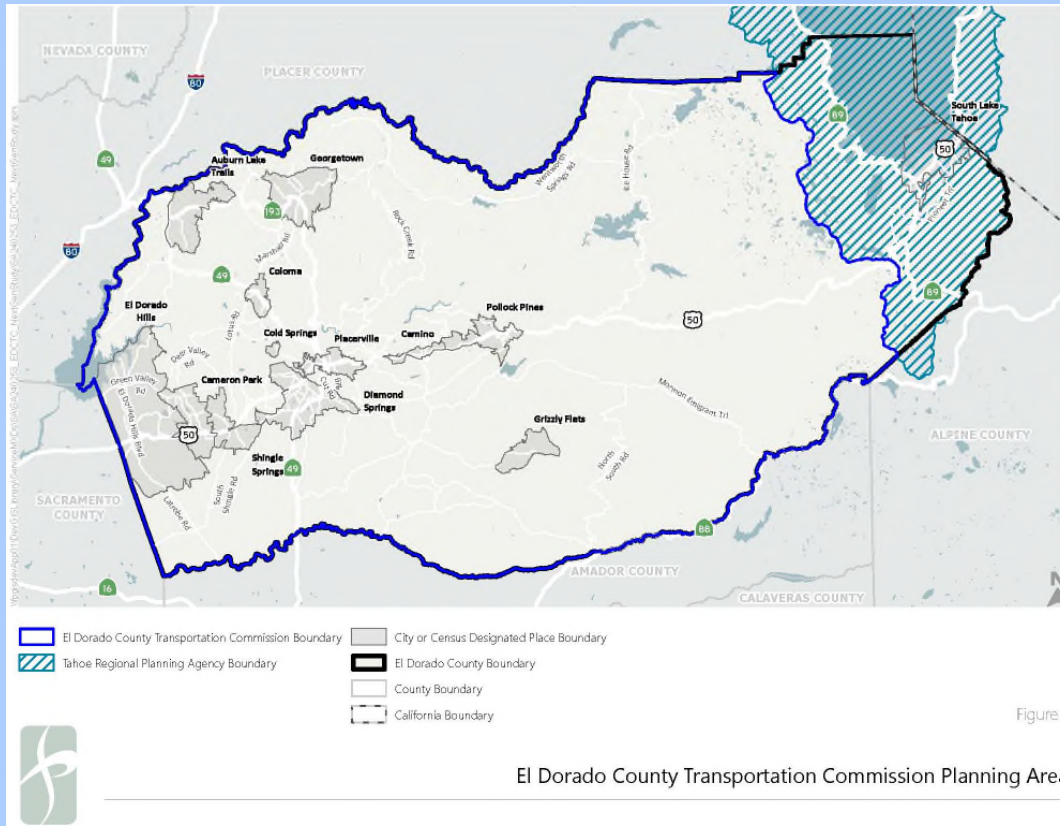 NEVADA COUNTY
PLACER COUNTY
80
49
Auburn Lake
Trails
Georgetown
193
Marshall Rd
Rock Creek Rd
Wentworth
Springs Rd
Ice House Rd
89
South Lake
Tahoe
50
Pioneer Trl
80
49
Coloma
Lotus Rd
El Dorado
Hills
Cold Springs
Placerville
Camino
Pollock Pines
50
89
Deer Valley
Rd
Green Valley
Rd
Cameron Park
El Dorado Hills Blvd
Diamond
Springs
Mormon Emigrant Trl
50
Grizzly Flats
ALPINE COUNTY
Shingle
Springs
49
North
South Rd
SACRAMENTO
COUNTY
Latrobe Rd
South
Shingle Rd
88
16
AMADOR COUNTY
CALAVERAS COUNTY
N
El Dorado County Transportation Commission Boundary
City or Census Designated Place Boundary
Tahoe Regional Planning Agency Boundary
El Dorado County Boundary
County Boundary
California Boundary
Figure
El Dorado County Transportation Commission Planning Area